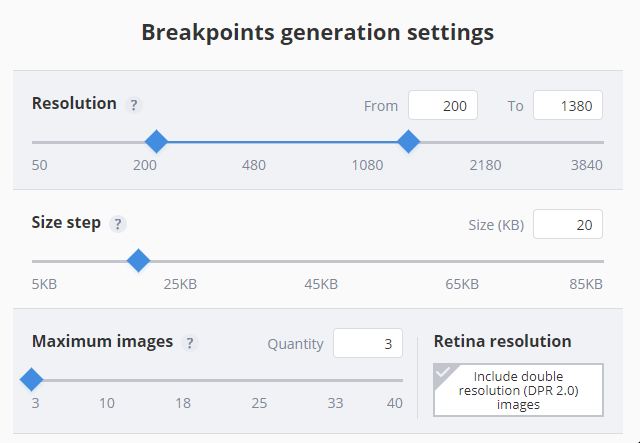 Breakpoints generation settings
Resolution ? From 200 To 1380
50 200 480 1080 2180 3840
Size step ? Size (KB) 20
5KB 25KB 45KB 65KB 85KB
Maximum images ? Quantity 3 Retina resolution
3 10 18 25 33 40
Include double
resolution (DPR 2.0)
images